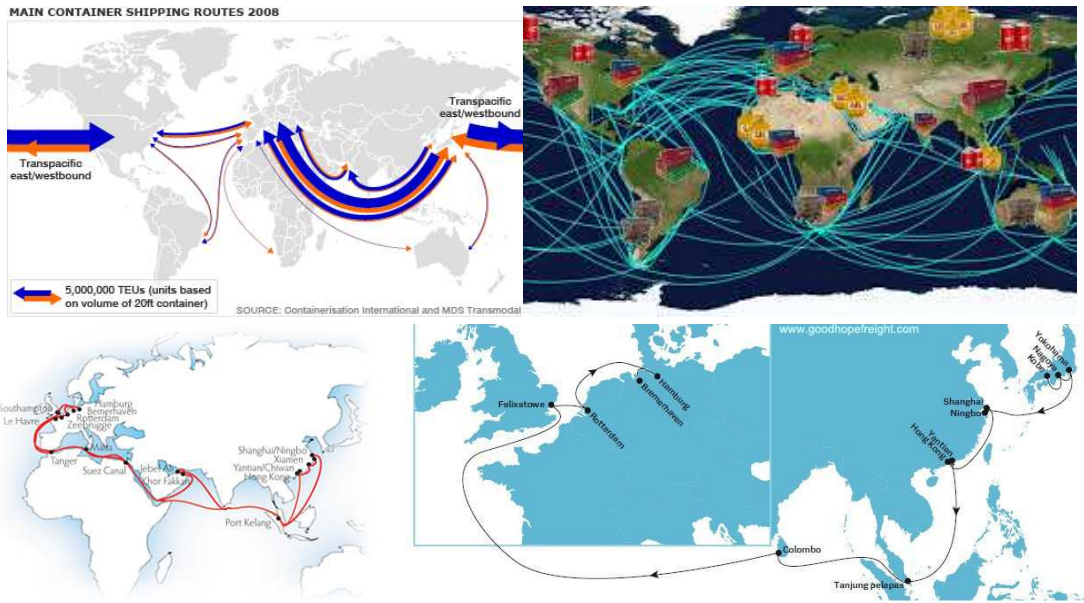 MAIN CONTAINER SHIPPING ROUTES 2008
Transpacific
east/westbound
Transpacific
east/westbound
5,000,000 TEUs (units based
on volume of 20ft container)
SOURCE: Containerisation International and MDS Transmodal
Southampton
Le Havre
Hamburg
Bemerhaven
Rotterdam
Zeebrugge
Tanger
Malta
Suez Canal
Jebel Ali
Khor Fakkan
Shanghai/Ningbo
Xiamen
Yantian/Chiwan
Hong Kong
Port Kelang
www.goodhopefreight.com
Felixstowe
Rotterdam
Bremerhaven
Hamburg
Yokohama
Nagoya
Kobe
Shanghai
Ningbo
Yantian
Hong Kong
Colombo
Tanjung pelepas